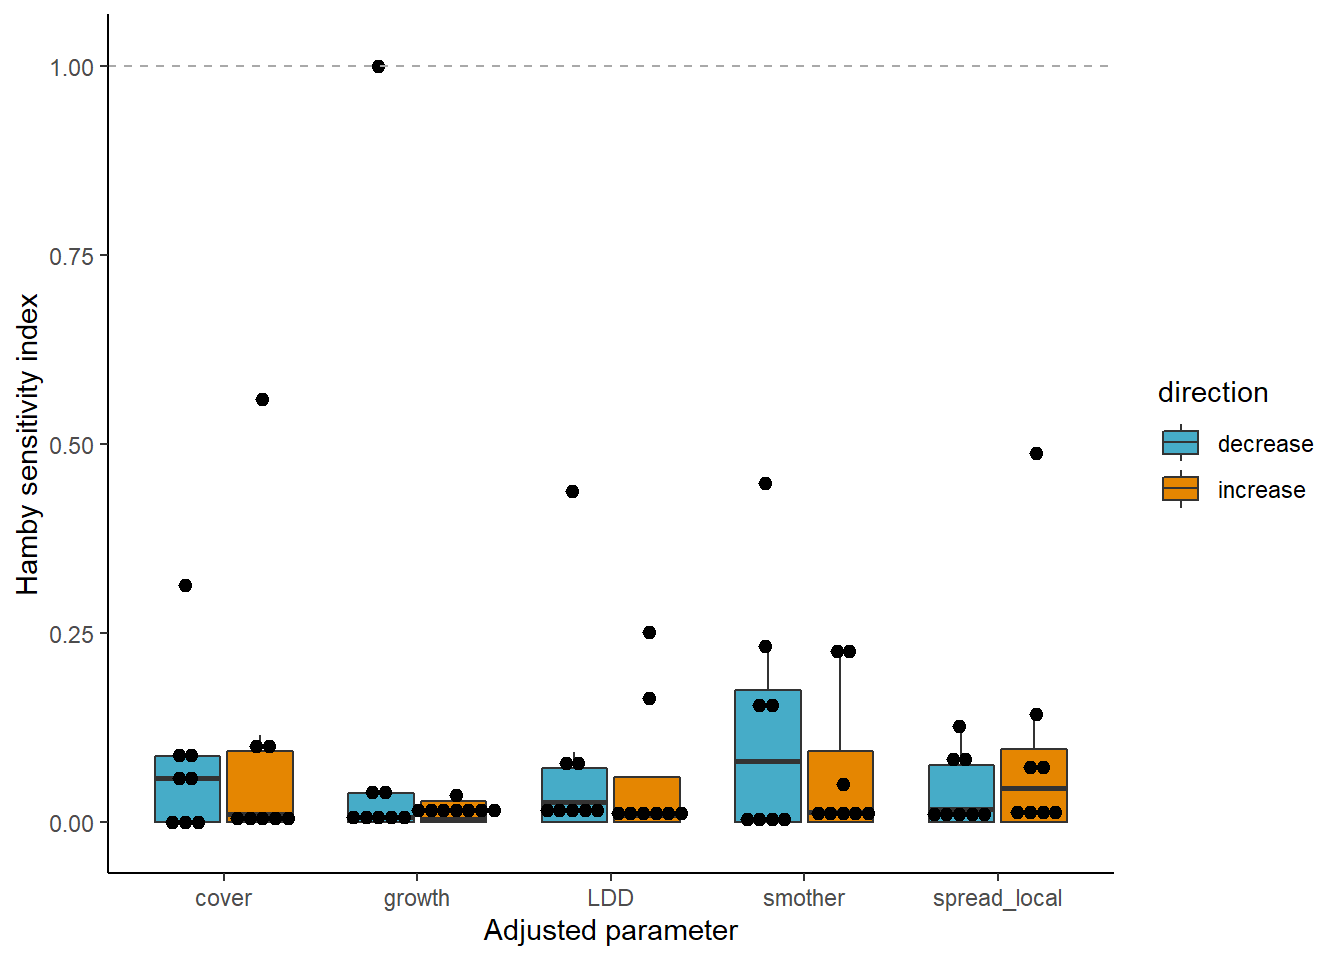 Hamby sensitivity index
1.00
0.75
0.50
0.25
0.00
cover growth LDD smother spread_local
Adjusted parameter
direction
decrease
increase